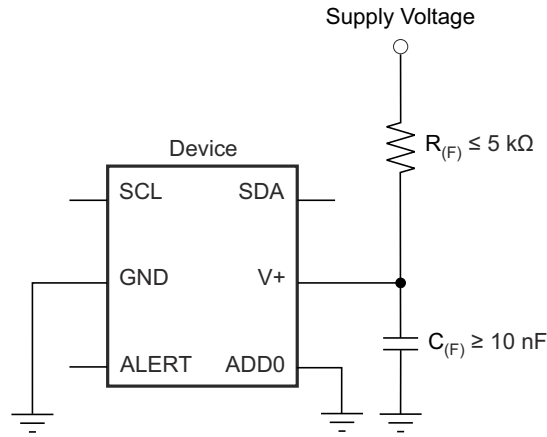 Supply Voltage
R(F) ≤ 5 kΩ
Device
SCL SDA
GND V+
C(F) ≥ 10 nF
ALERT ADD0